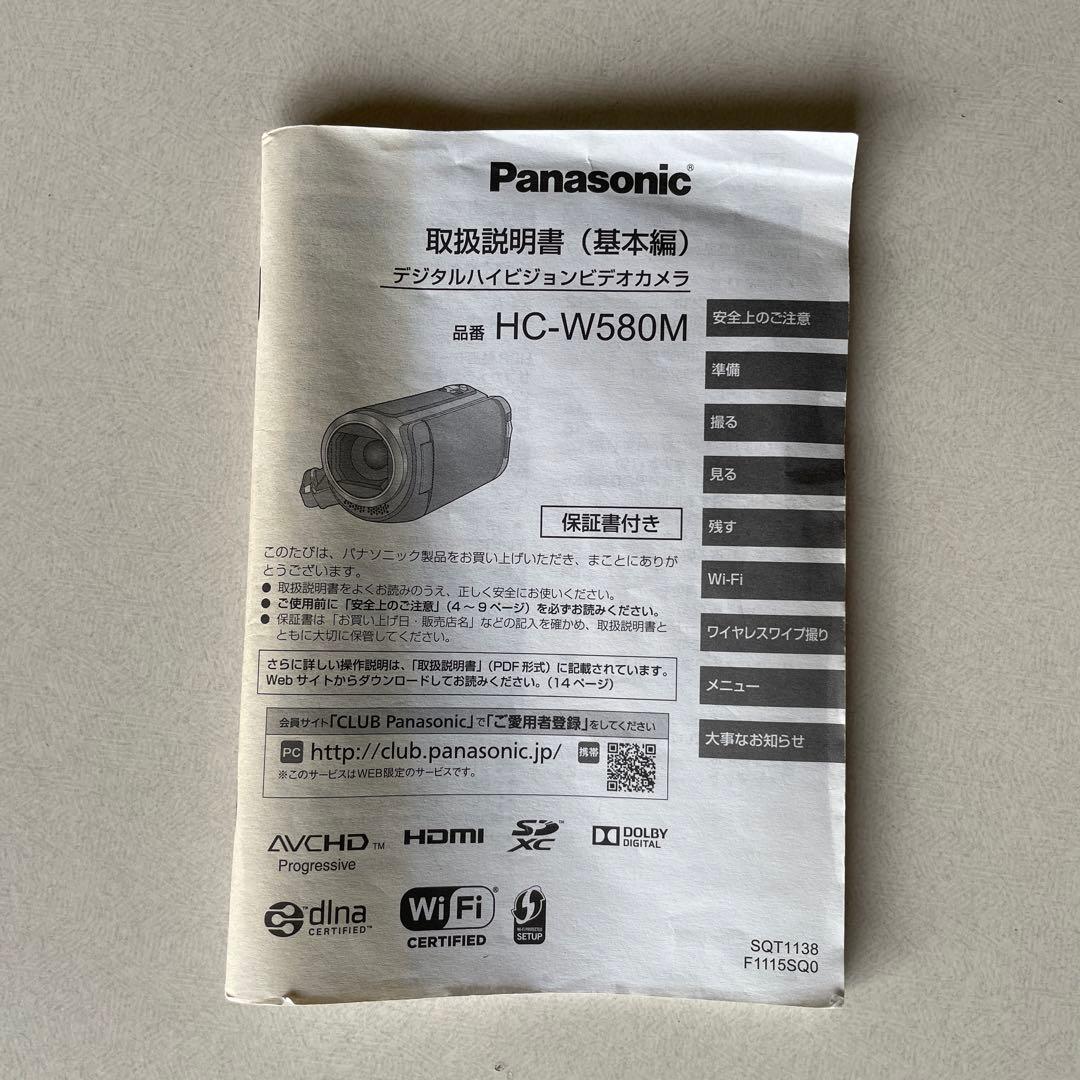 Panasonic®
取扱説明書（基本編）
デジタルハイビジョンビデオカメラ
品番 HC-W580M
安全上のご注意
準備
撮る
見る
残す
Wi-Fi
ワイヤレスワイプ撮り
メニュー
大事なお知らせ
保証書付き
このたびは、パナソニック製品をお買い上げいただき、まことにありが
とうございます。
● 取扱説明書をよくお読みのうえ、正しく安全にお使いください。
● ご使用前に「安全上のご注意」（4～9ページ）を必ずお読みください。
● 保証書は「お買い上げ日・販売店名」などの記入を確かめ、取扱説明書と
ともに大切に保管してください。
さらに詳しい操作説明は、「取扱説明書」（PDF形式）に記載されています。
Webサイトからダウンロードしてお読みください。（14ページ）
会員サイト「CLUB Panasonic」で「ご愛用者登録」をしてください
PC http://club.panasonic.jp/ 携帯
※このサービスはWEB限定のサービスです。
AVCHD™
Progressive
HDMI
SD XC™
DOLBY
DIGITAL
dlna
CERTIFIED™
Wi Fi®
CERTIFIED
WI-FI PROTECTED
SETUP
SQT1138
F1115SQ0